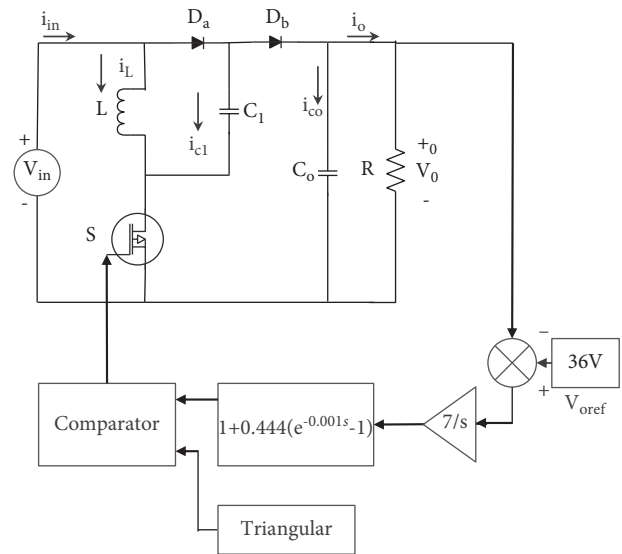 i_in D_a D_b i_o
i_L
L C_1
i_c1 i_co
+
V_in
-
C_o R +_0
V_0
-
S
−
36V
+ V_oref
Comparator 1+0.444(e^-0.001s-1) 7/s
Triangular